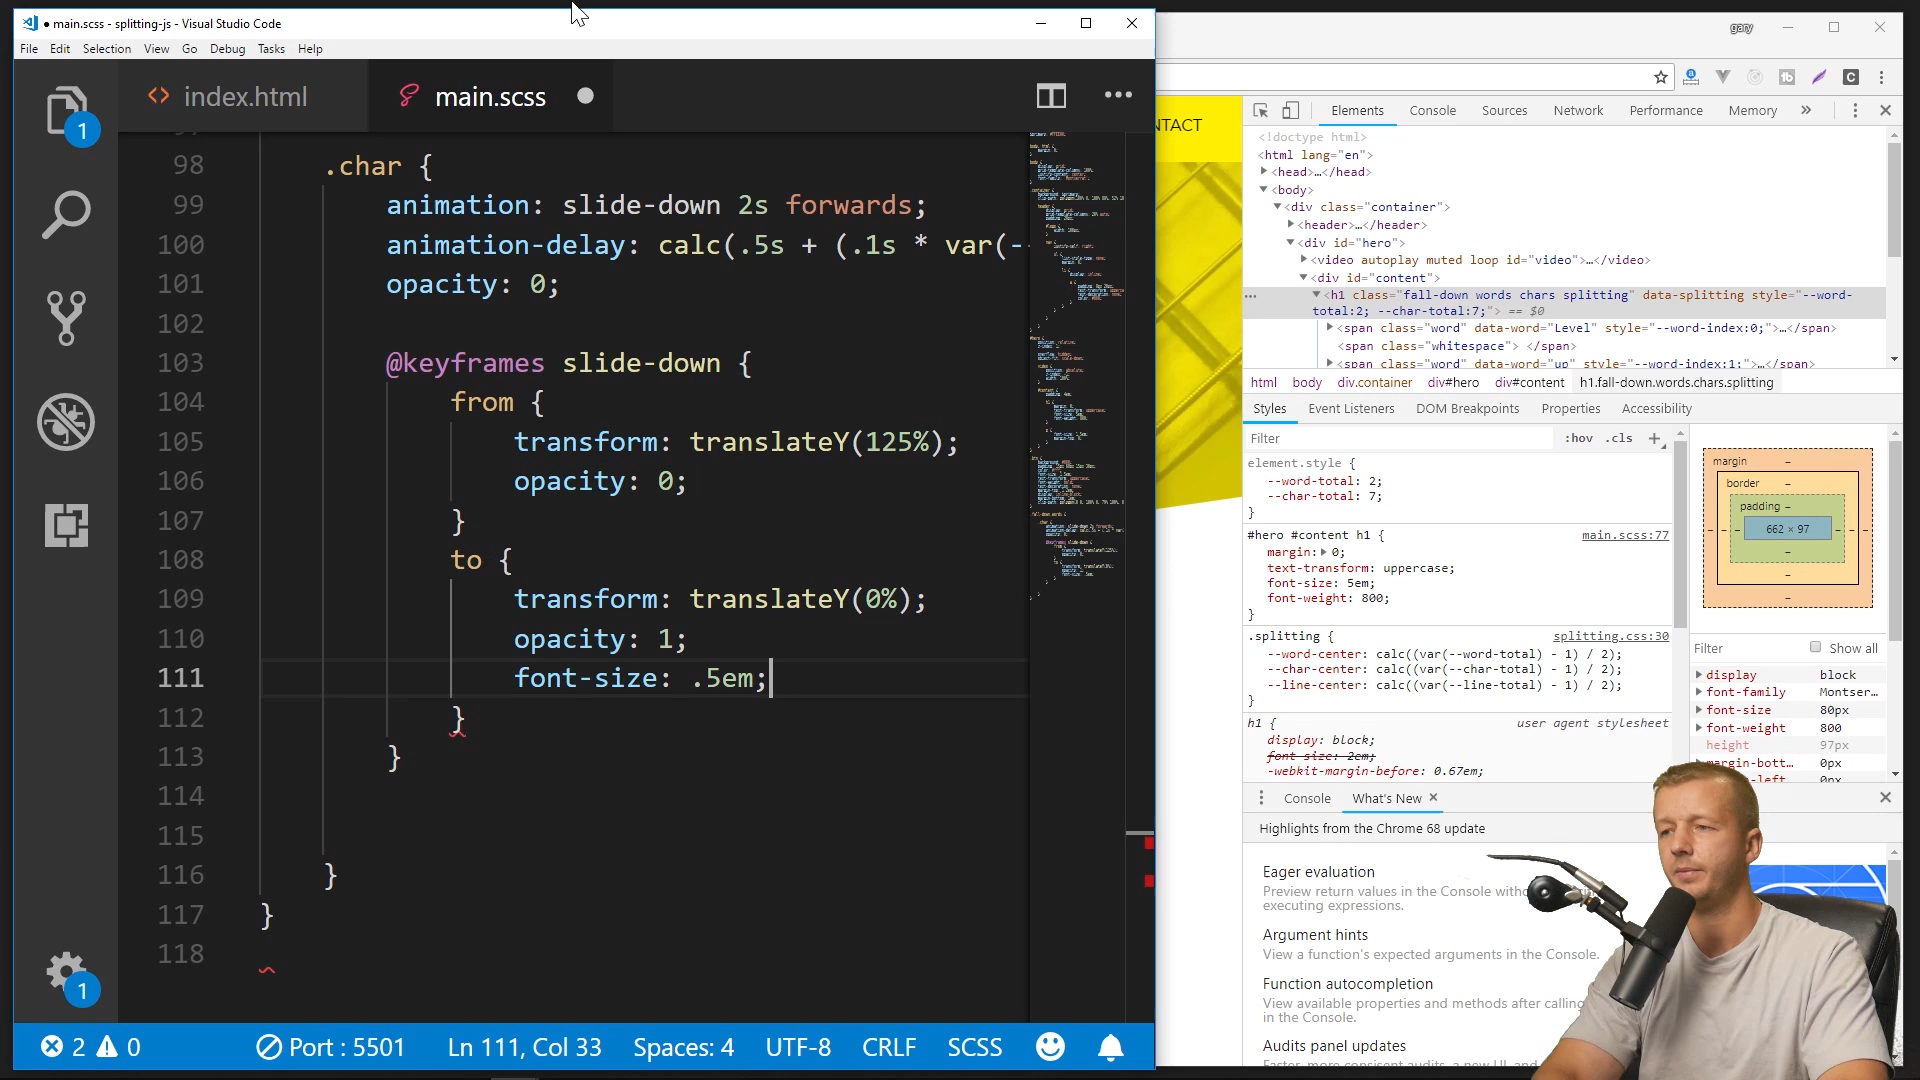 main.scss - splitting-js - Visual Studio Code
File Edit Selection View Go Debug Tasks Help
index.html
main.scss
98 .char {
99 animation: slide-down 2s forwards;
100 animation-delay: calc(.5s + (.1s * var(--
101 opacity: 0;
102
103 @keyframes slide-down {
104 from {
105 transform: translateY(125%);
106 opacity: 0;
107 }
108 to {
109 transform: translateY(0%);
110 opacity: 1;
111 font-size: .5em;
112 }
113 }
114
115
116 }
117 }
118
1
1
2 0 Port : 5501 Ln 111, Col 33 Spaces: 4 UTF-8 CRLF SCSS
gary
NTACT
Elements Console Sources Network Performance Memory »
<!doctype html>
<html lang="en">
<head>…</head>
<body>
<div class="container">
<header>…</header>
<div id="hero">
<video autoplay muted loop id="video">…</video>
<div id="content">
<h1 class="fall-down words chars splitting" data-splitting style="--word-
total:2; --char-total:7;"> == $0
<span class="word" data-word="Level" style="--word-index:0;">…</span>
<span class="whitespace"> </span>
<span class="word" data-word="up" style="--word-index:1;">…</span>
html body div.container div#hero div#content h1.fall-down.words.chars.splitting
Styles Event Listeners DOM Breakpoints Properties Accessibility
Filter :hov .cls +
element.style {
--word-total: 2;
--char-total: 7;
}
#hero #content h1 { main.scss:77
margin: 0;
text-transform: uppercase;
font-size: 5em;
font-weight: 800;
}
.splitting { splitting.css:30
--word-center: calc((var(--word-total) - 1) / 2);
--char-center: calc((var(--char-total) - 1) / 2);
--line-center: calc((var(--line-total) - 1) / 2);
}
h1 { user agent stylesheet
display: block;
font-size: 2em;
-webkit-margin-before: 0.67em;
margin –
border –
padding –
662 × 97
Filter Show all
display block
font-family Montser…
font-size 80px
font-weight 800
height 97px
margin-bott… 0px
-left 0px
Console What's New
Highlights from the Chrome 68 update
Eager evaluation
Preview return values in the Console
executing expressions.
Argument hints
View a function's expected arguments in the Console.
Function autocompletion
View available properties and methods after calling
in the Console.
Audits panel updates